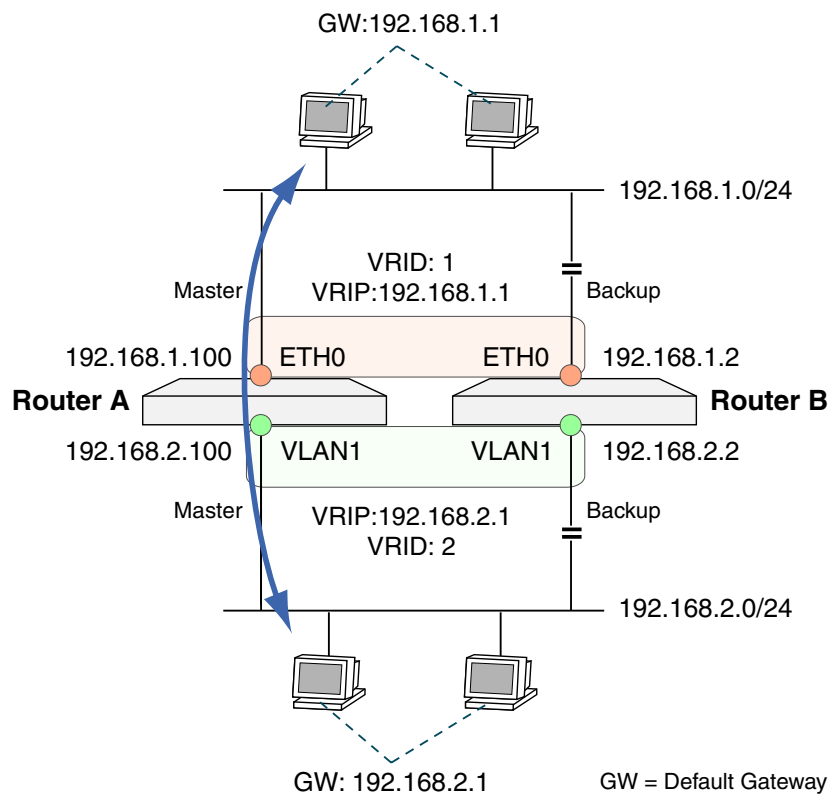 GW:192.168.1.1
192.168.1.0/24
VRID: 1
Master
VRIP:192.168.1.1
Backup
192.168.1.100
ETH0
ETH0
192.168.1.2
Router A
Router B
192.168.2.100
VLAN1
VLAN1
192.168.2.2
Master
VRIP:192.168.2.1
Backup
VRID: 2
192.168.2.0/24
GW: 192.168.2.1
GW = Default Gateway